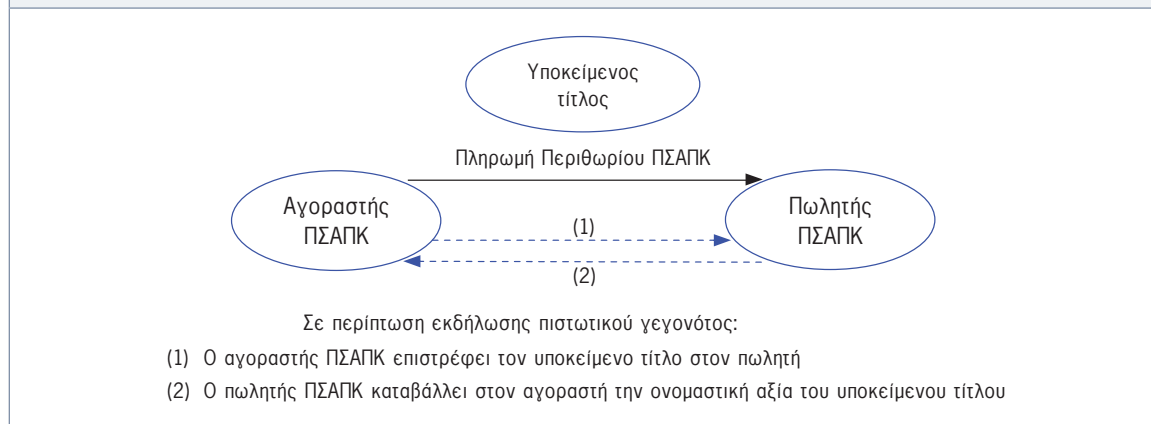 Υποκείμενος
τίτλος
Πληρωμή Περιθωρίου ΠΣΑΠΚ
Αγοραστής
ΠΣΑΠΚ
Πωλητής
ΠΣΑΠΚ
(1)
(2)
Σε περίπτωση εκδήλωσης πιστωτικού γεγονότος:
(1) Ο αγοραστής ΠΣΑΠΚ επιστρέφει τον υποκείμενο τίτλο στον πωλητή
(2) Ο πωλητής ΠΣΑΠΚ καταβάλλει στον αγοραστή την ονομαστική αξία του υποκείμενου τίτλου